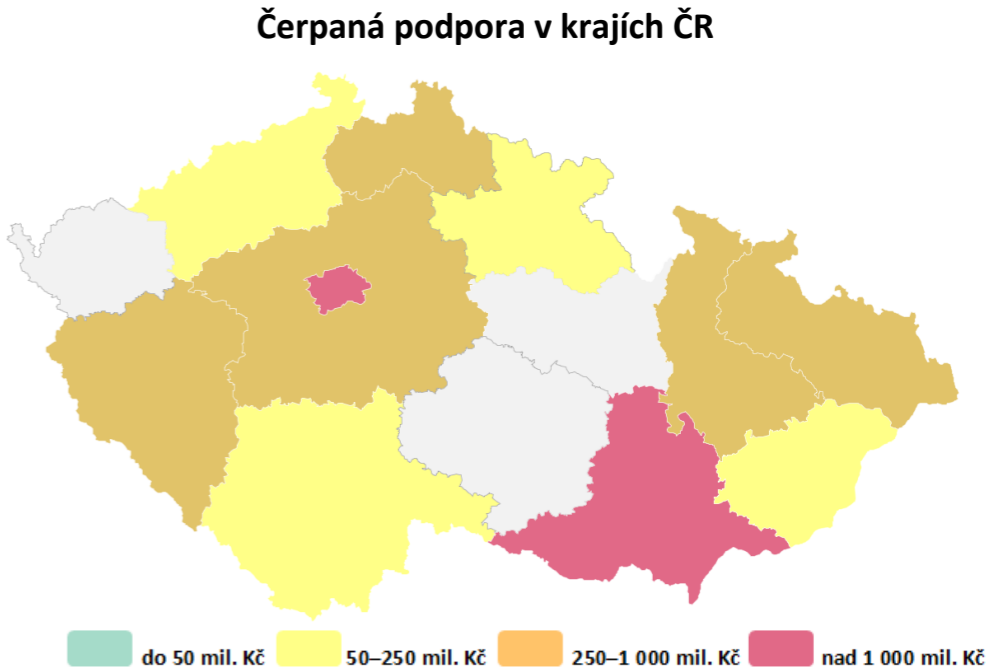 Čerpaná podpora v krajích ČR
do 50 mil. Kč 50–250 mil. Kč 250–1 000 mil. Kč nad 1 000 mil. Kč